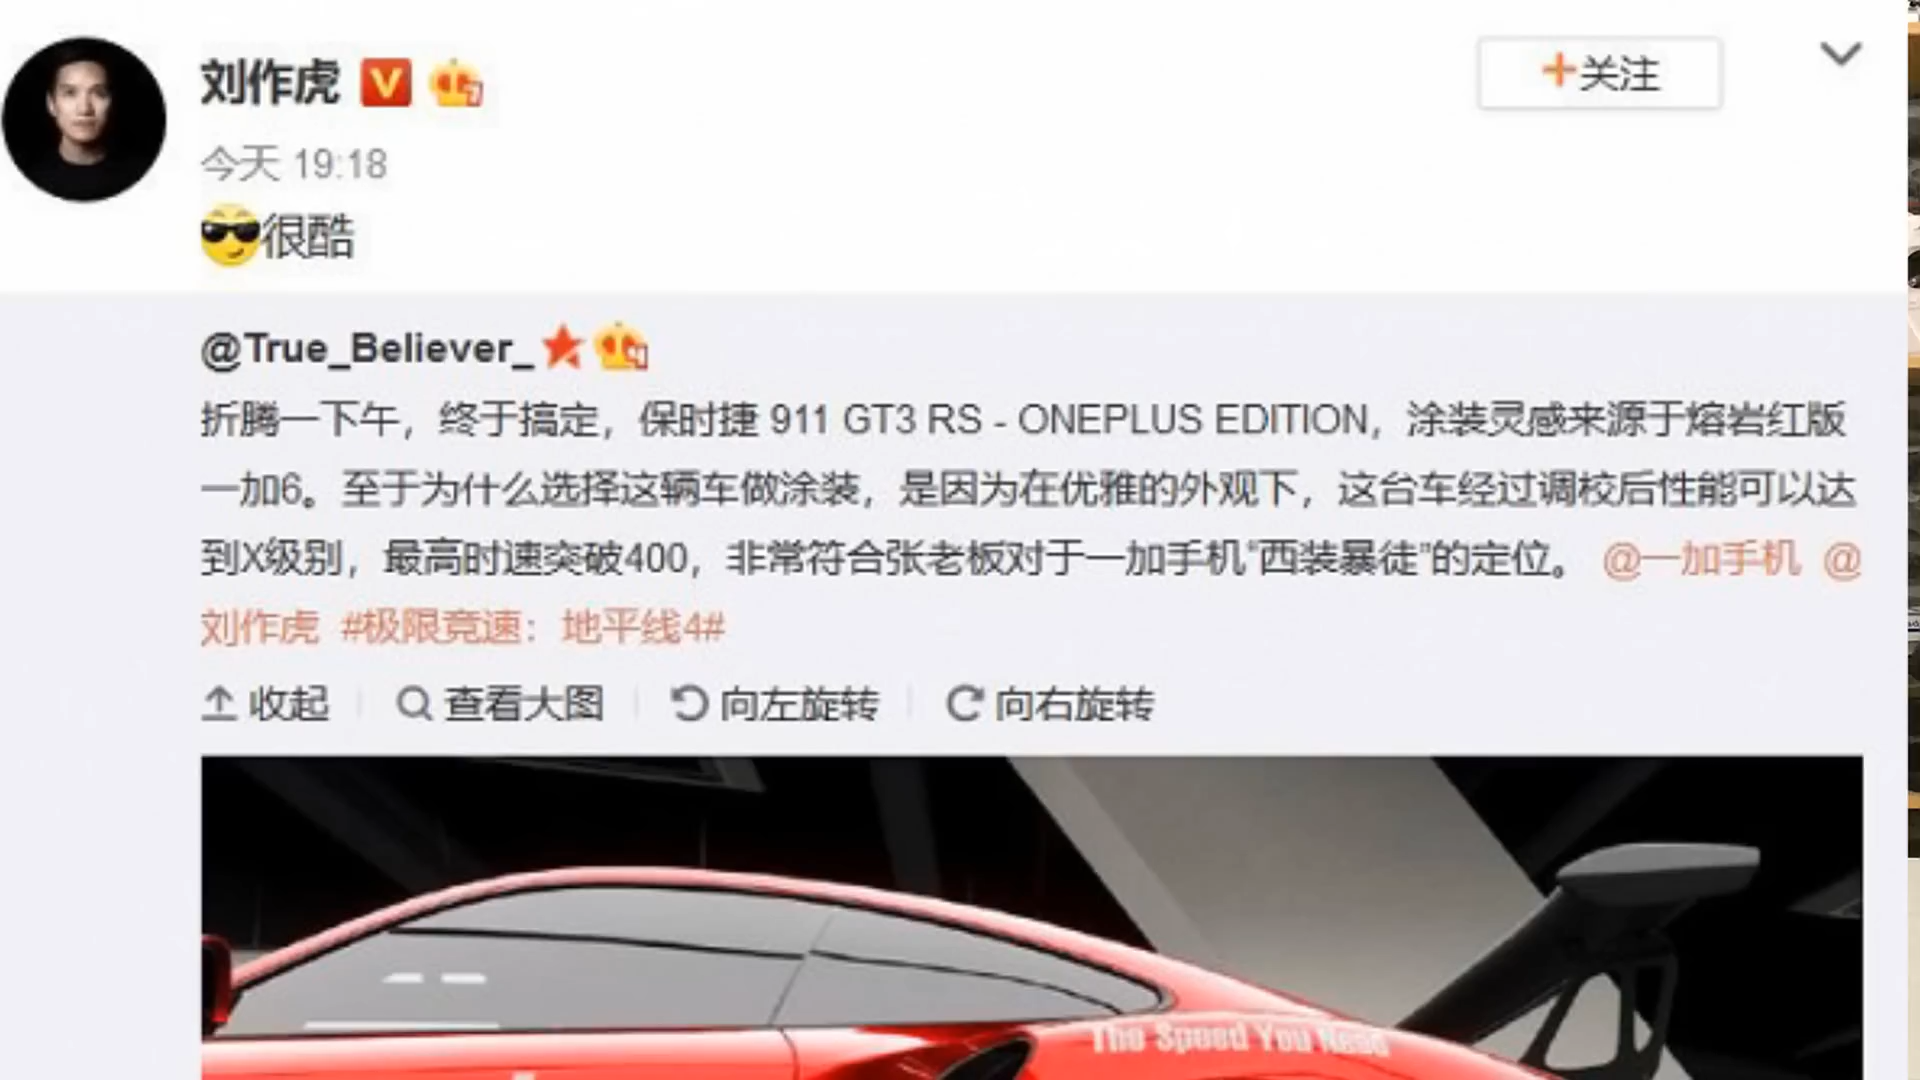 刘作虎
+关注
今天 19:18
很酷
@True_Believer_
折腾一下午，终于搞定，保时捷 911 GT3 RS - ONEPLUS EDITION，涂装灵感来源于熔岩红版
一加6。至于为什么选择这辆车做涂装，是因为在优雅的外观下，这台车经过调校后性能可以达
到X级别，最高时速突破400，非常符合张老板对于一加手机“西装暴徒”的定位。 @一加手机 @
刘作虎 #极限竞速：地平线4#
收起
查看大图
向左旋转
向右旋转
The Speed You Need